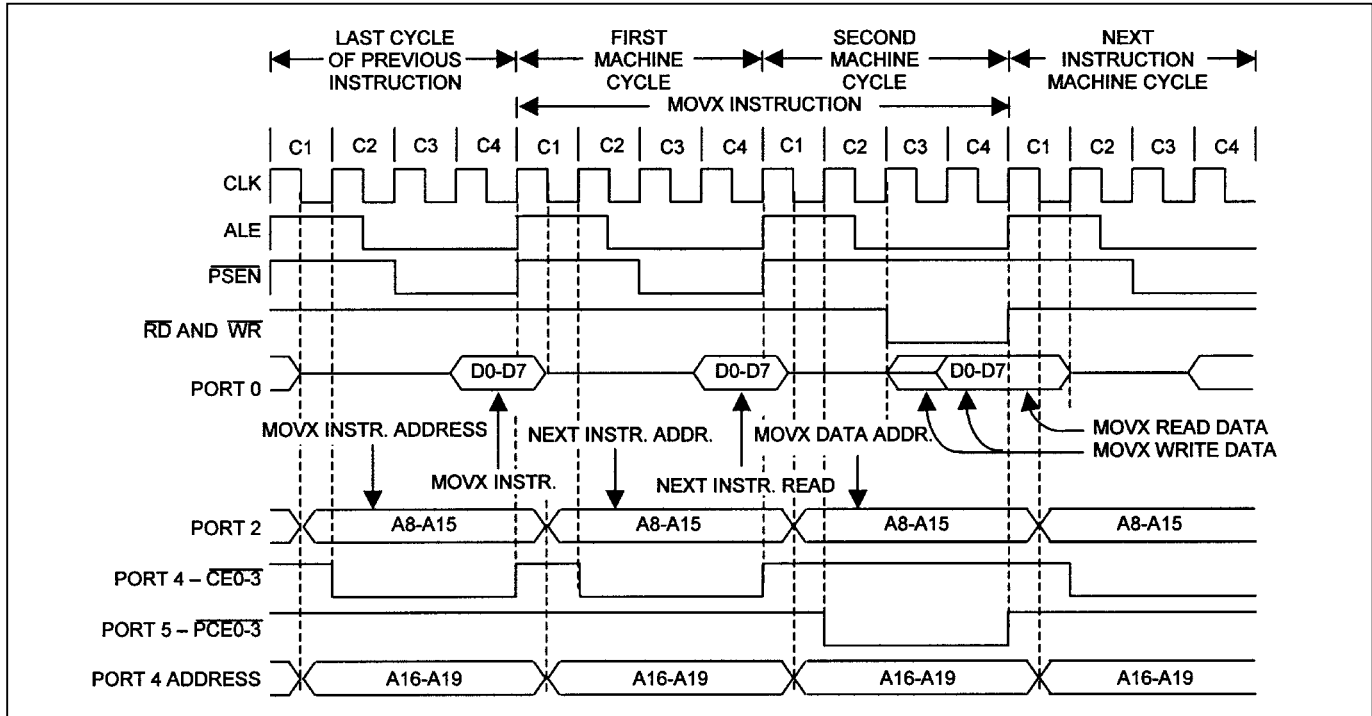 LAST CYCLE OF PREVIOUS INSTRUCTION
FIRST MACHINE CYCLE
SECOND MACHINE CYCLE
NEXT INSTRUCTION MACHINE CYCLE
MOVX INSTRUCTION
C1 C2 C3 C4 C1 C2 C3 C4 C1 C2 C3 C4 C1 C2 C3 C4
CLK
ALE
PSEN
RD AND WR
PORT 0 D0-D7 D0-D7 D0-D7
MOVX READ DATA
MOVX WRITE DATA
MOVX INSTR. ADDRESS
NEXT INSTR. ADDR.
MOVX DATA ADDR.
MOVX INSTR.
NEXT INSTR. READ
PORT 2 A8-A15 A8-A15 A8-A15 A8-A15
PORT 4 – CE0-3
PORT 5 – PCE0-3
PORT 4 ADDRESS A16-A19 A16-A19 A16-A19 A16-A19